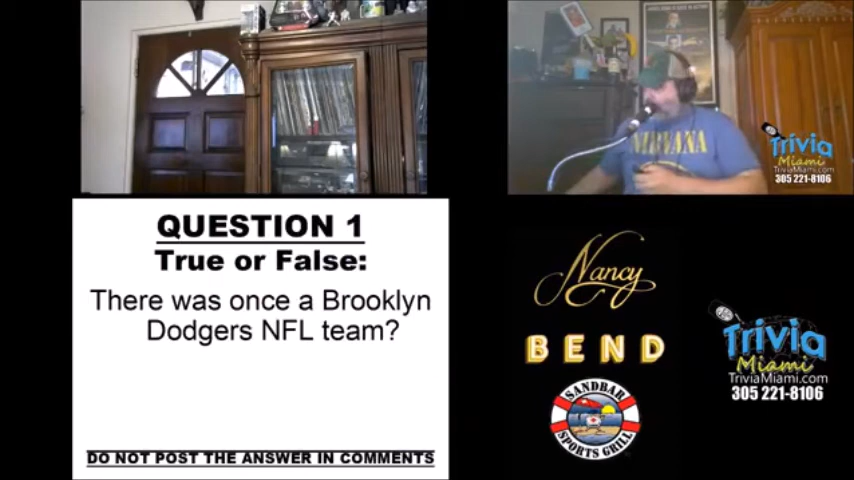 NIRVANA
Trivia
Miami
TriviaMiami.com
305 221-8106
QUESTION 1
True or False:
There was once a Brooklyn
Dodgers NFL team?
DO NOT POST THE ANSWER IN COMMENTS
Nancy
BEND
SANDBAR
SPORTS GRILL
Trivia
Miami
TriviaMiami.com
305 221-8106